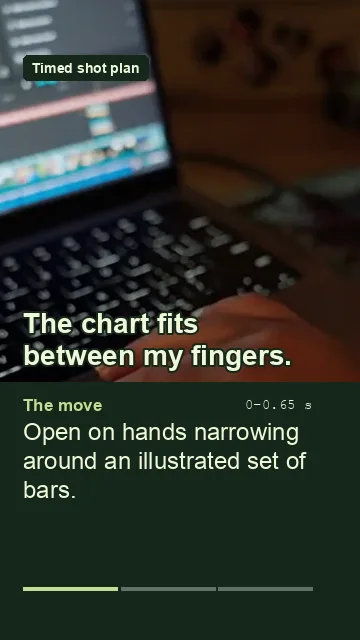 Timed shot plan
The chart fits
between my fingers.
The move
0–0.65 s
Open on hands narrowing
around an illustrated set of
bars.